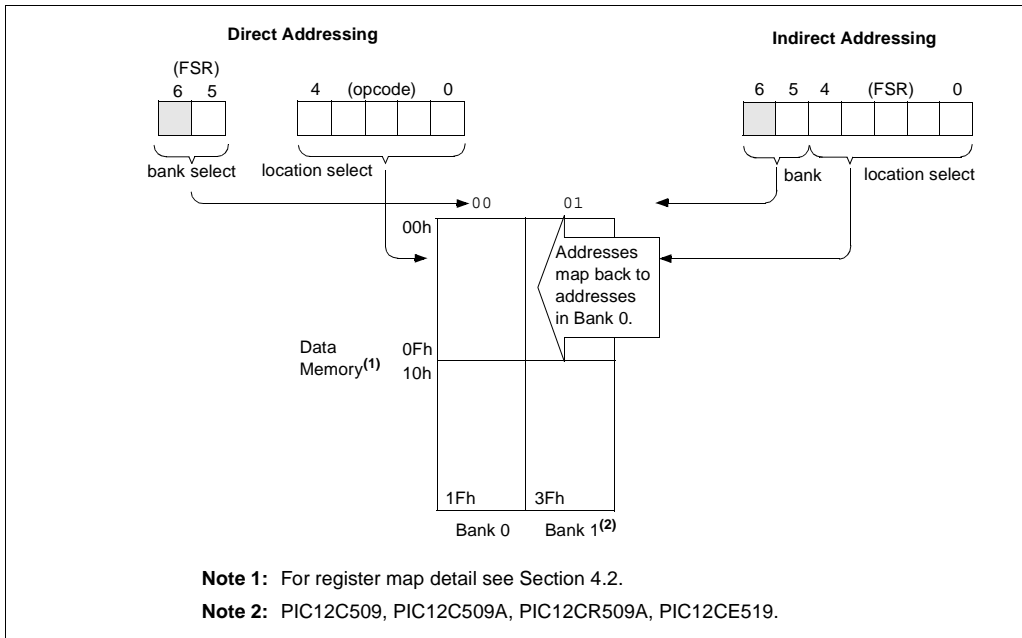 Direct Addressing
Indirect Addressing
(FSR)
6 5
4 (opcode) 0
6 5 4 (FSR) 0
bank select
location select
bank
location select
00
01
00h
Addresses
map back to
addresses
in Bank 0.
Data
Memory(1)
0Fh
10h
1Fh
3Fh
Bank 0
Bank 1(2)
Note 1: For register map detail see Section 4.2.
Note 2: PIC12C509, PIC12C509A, PIC12CR509A, PIC12CE519.